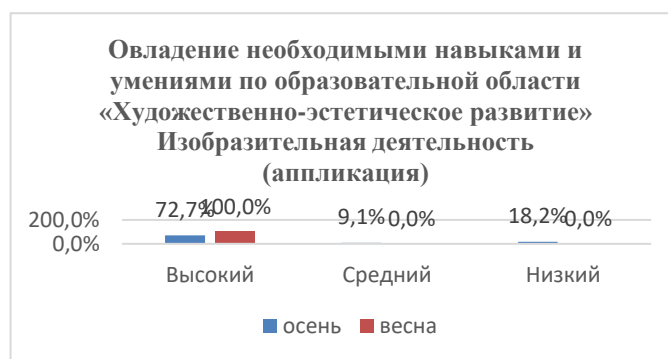 Овладение необходимыми навыками и
умениями по образовательной области
«Художественно-эстетическое развитие»
Изобразительная деятельность
(аппликация)
72,7% 100,0% 9,1% 0,0% 18,2% 0,0%
200,0%
0,0%
Высокий Средний Низкий
осень весна